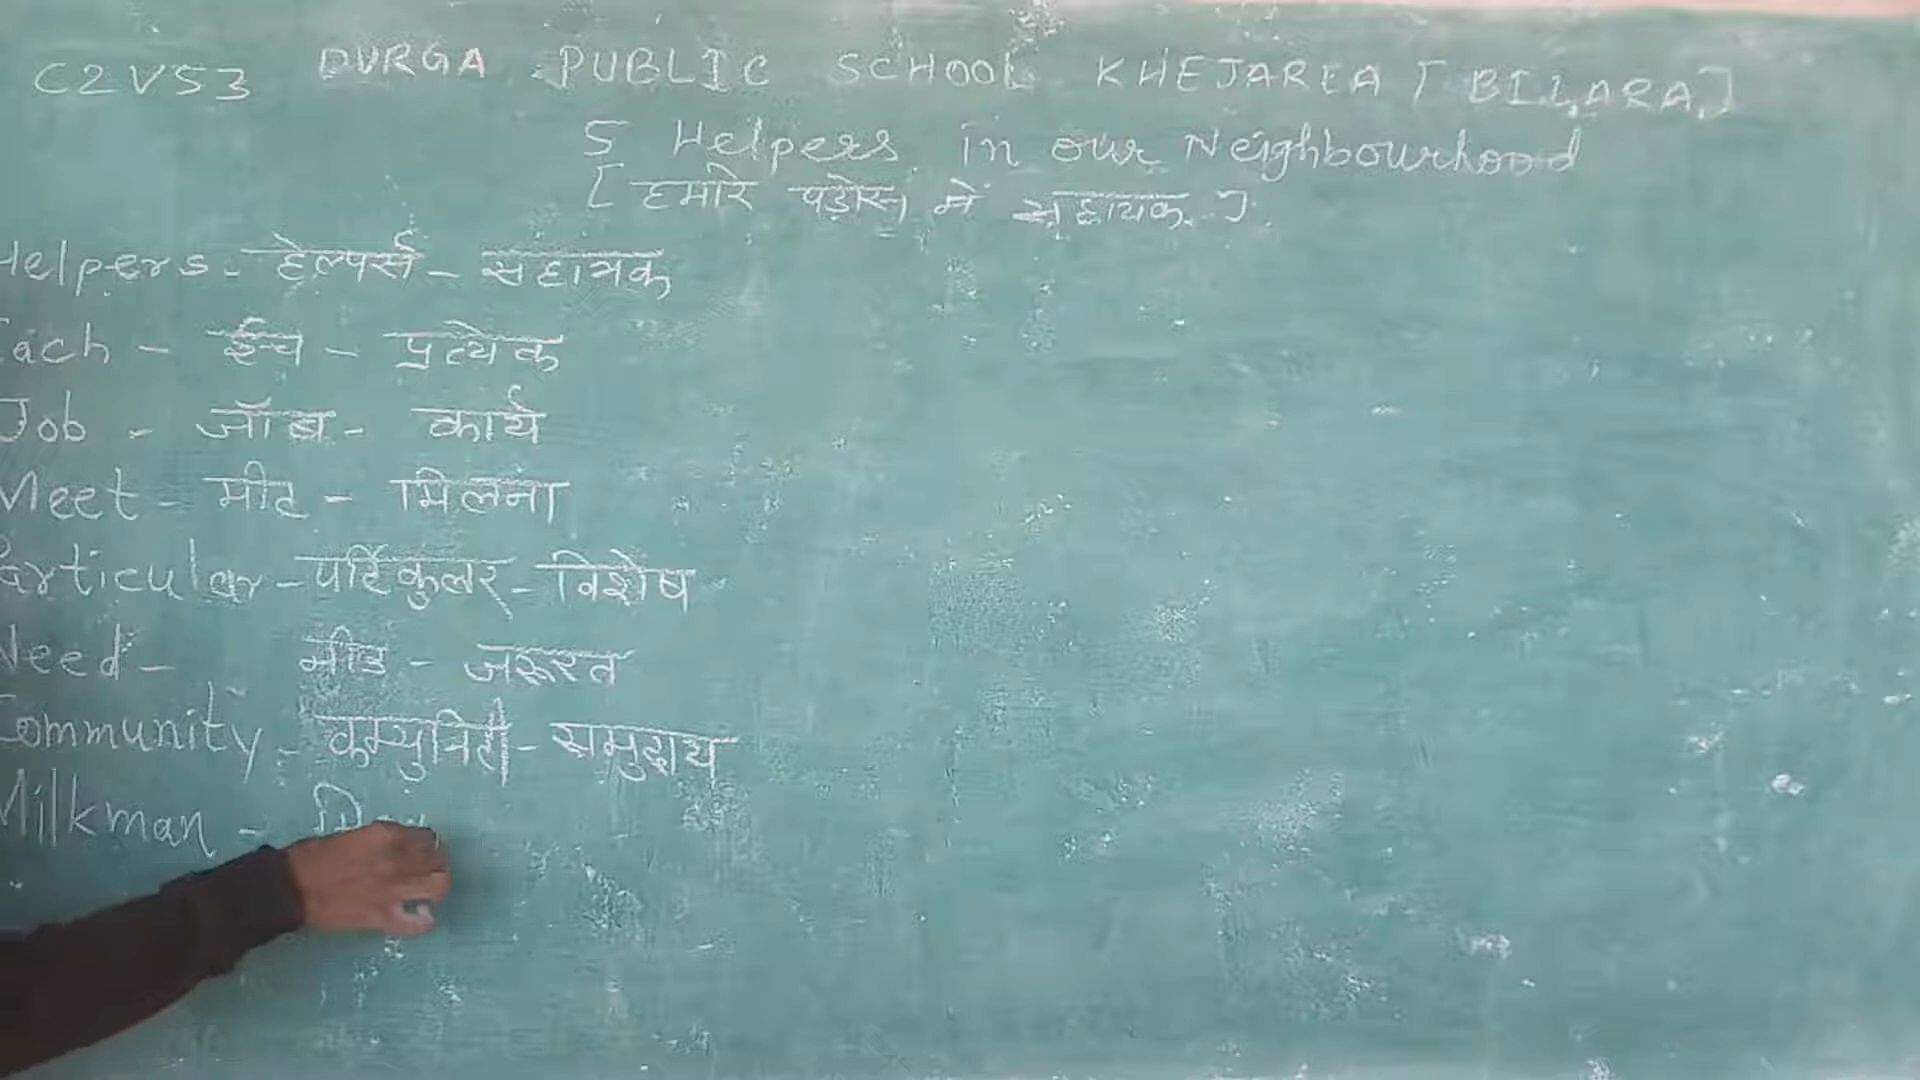 C2V53 DURGA PUBLIC SCHOOL KHEJARLA [BILARA]
5 Helpers in our Neighbourhood
[हमारे पड़ोस में सहायक]
Helpers - हेल्पर्स - सहायक
Each - ईच - प्रत्येक
Job - जॉब - कार्य
Meet - मीट - मिलना
Particular - पर्टिकुलर - विशेष
Need - नीड - जरूरत
Community - कम्युनिटी - समुदाय
Milkman - मि